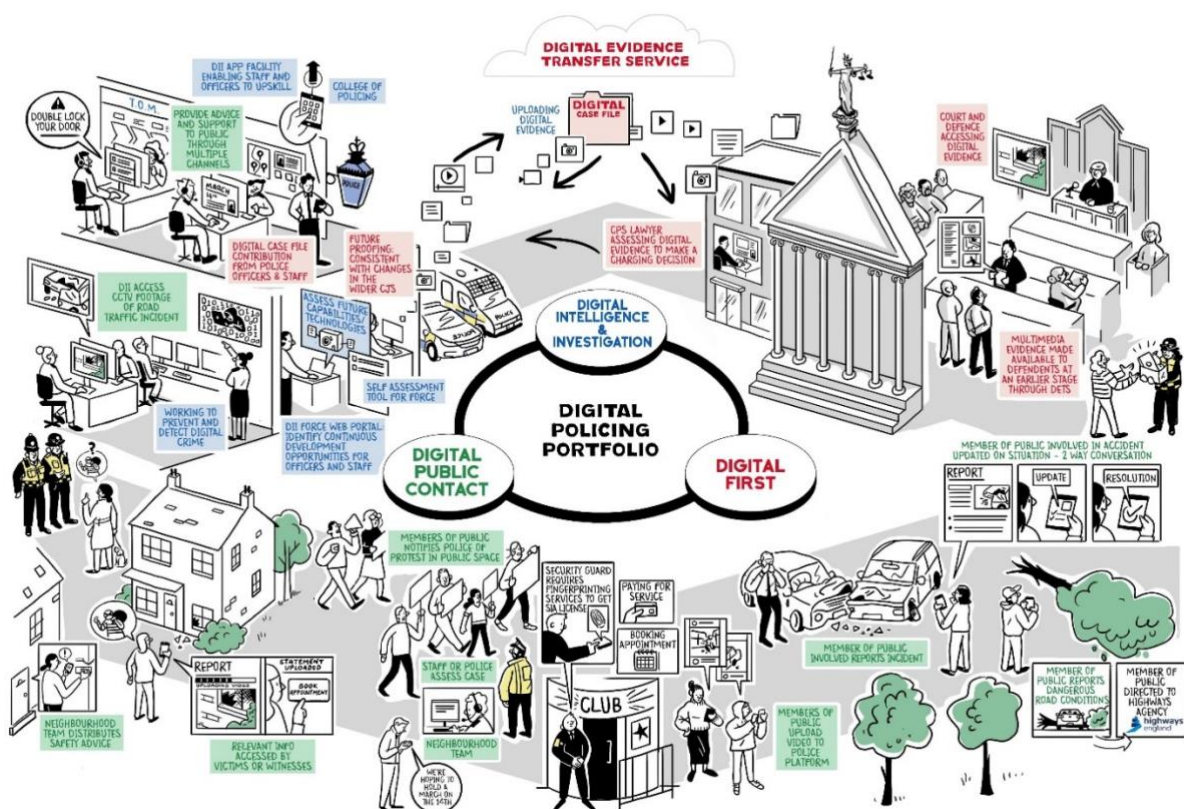 DIGITAL EVIDENCE
TRANSFER SERVICE
DII APP FACILITY
ENABLING STAFF AND
OFFICERS TO UPSKILL
COLLEGE OF
POLICING
T.O.M.
DOUBLE LOCK
YOUR DOOR
PROVIDE ADVICE
AND SUPPORT
TO PUBLIC
THROUGH
MULTIPLE
CHANNELS
MARCH
POLICE
UPLOADING
DIGITAL
EVIDENCE
DIGITAL
CASE FILE
COURT AND
DEFENCE
ACCESSING
DIGITAL
EVIDENCE
DIGITAL CASE FILE
CONTRIBUTION
FROM POLICE
OFFICERS & STAFF
FUTURE
PROOFING:
CONSISTENT
WITH CHANGES
IN THE
WIDER CJS
CPS LAWYER
ASSESSING DIGITAL
EVIDENCE TO MAKE A
CHARGING DECISION
DII ACCESS
CCTV FOOTAGE
OF ROAD
TRAFFIC INCIDENT
ASSESS FUTURE
CAPABILITIES/
TECHNOLOGIES
POLICE
POLICE
SELF ASSESSMENT
TOOL FOR FORCE
WORKING TO
PREVENT AND
DETECT DIGITAL
CRIME
DII FORCE WEB PORTAL:
IDENTIFY CONTINUOUS
DEVELOPMENT
OPPORTUNITIES FOR
OFFICERS AND STAFF
DIGITAL
INTELLIGENCE
&
INVESTIGATION
DIGITAL
POLICING
PORTFOLIO
DIGITAL
PUBLIC
CONTACT
DIGITAL
FIRST
MULTIMEDIA
EVIDENCE MADE
AVAILABLE TO
DEPENDENTS AT
AN EARLIER STAGE
THROUGH DETS
MEMBER OF PUBLIC INVOLVED IN ACCIDENT
UPDATED ON SITUATION - 2 WAY CONVERSATION
REPORT
UPDATE
RESOLUTION
?
MEMBERS OF PUBLIC
NOTIFIES POLICE OF
PROTEST IN PUBLIC SPACE
SECURITY GUARD
REQUIRES
FINGERPRINTING
SERVICES TO GET
SIA LICENSE
PAYING FOR
SERVICE
BOOKING
APPOINTMENT
STAFF OR POLICE
ASSESS CASE
MEMBER OF PUBLIC
INVOLVED REPORTS INCIDENT
REPORT
UPLOADING VIDEO
STATEMENT
UPLOADED
BOOK
APPOINTMENT
NEIGHBOURHOOD
TEAM DISTRIBUTES
SAFETY ADVICE
RELEVANT INFO
ACCESSED BY
VICTIMS OR WITNESSES
NEIGHBOURHOOD
TEAM
WE'RE
HOPING TO
HOLD A
MARCH ON
THE 16TH
CLUB
MEMBERS OF
PUBLIC
UPLOAD
VIDEO TO
POLICE
PLATFORM
MEMBER OF
PUBLIC REPORTS
DANGEROUS
ROAD CONDITIONS
MEMBER OF
PUBLIC
DIRECTED TO
HIGHWAYS
AGENCY
highways
england